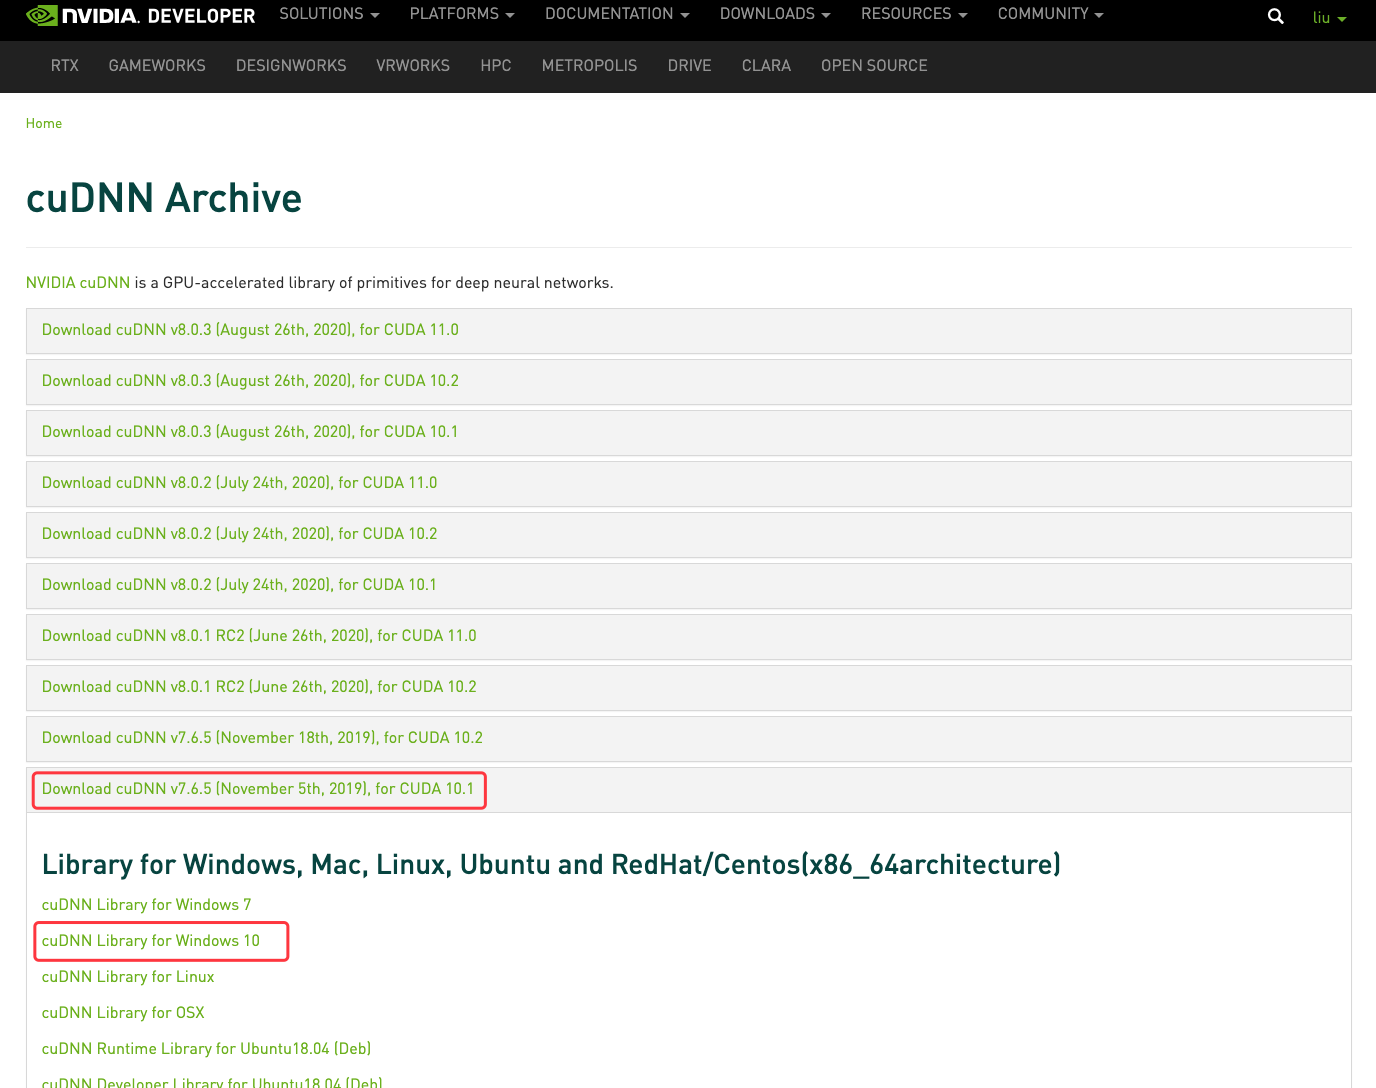 NVIDIA. DEVELOPER SOLUTIONS PLATFORMS DOCUMENTATION DOWNLOADS RESOURCES COMMUNITY liu
RTX GAMEWORKS DESIGNWORKS VRWORKS HPC METROPOLIS DRIVE CLARA OPEN SOURCE
Home
cuDNN Archive
NVIDIA cuDNN is a GPU-accelerated library of primitives for deep neural networks.
Download cuDNN v8.0.3 (August 26th, 2020), for CUDA 11.0
Download cuDNN v8.0.3 (August 26th, 2020), for CUDA 10.2
Download cuDNN v8.0.3 (August 26th, 2020), for CUDA 10.1
Download cuDNN v8.0.2 (July 24th, 2020), for CUDA 11.0
Download cuDNN v8.0.2 (July 24th, 2020), for CUDA 10.2
Download cuDNN v8.0.2 (July 24th, 2020), for CUDA 10.1
Download cuDNN v8.0.1 RC2 (June 26th, 2020), for CUDA 11.0
Download cuDNN v8.0.1 RC2 (June 26th, 2020), for CUDA 10.2
Download cuDNN v7.6.5 (November 18th, 2019), for CUDA 10.2
Download cuDNN v7.6.5 (November 5th, 2019), for CUDA 10.1
Library for Windows, Mac, Linux, Ubuntu and RedHat/Centos(x86_64architecture)
cuDNN Library for Windows 7
cuDNN Library for Windows 10
cuDNN Library for Linux
cuDNN Library for OSX
cuDNN Runtime Library for Ubuntu18.04 (Deb)
cuDNN Developer Library for Ubuntu18.04 (Deb)